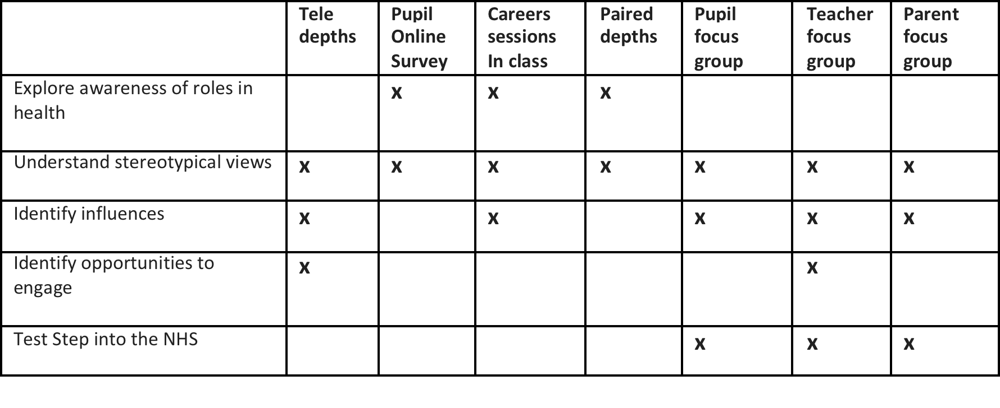 Tele depths
Pupil Online Survey
Careers sessions In class
Paired depths
Pupil focus group
Teacher focus group
Parent focus group
Explore awareness of roles in
health
x x x
Understand stereotypical views
x x x x x x x
Identify influences
x x x x x
Identify opportunities to
engage
x x
Test Step into the NHS
x x x